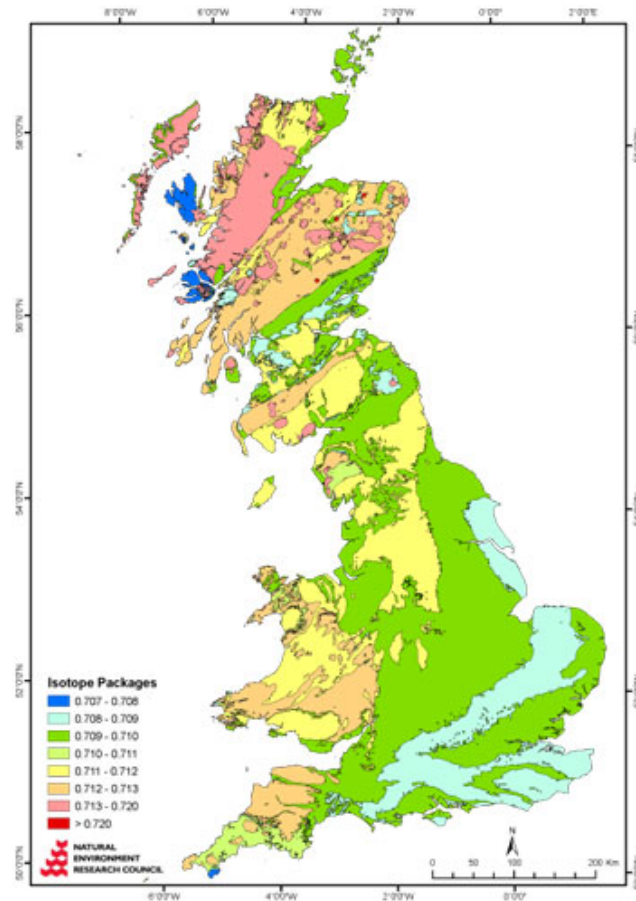 8°0'0"W 6°0'0"W 4°0'0"W 2°0'0"W 0°0'0" 2°0'0"E
58°0'0"N
56°0'0"N
54°0'0"N
52°0'0"N
50°0'0"N
Isotope Packages
0.707 - 0.708
0.708 - 0.709
0.709 - 0.710
0.710 - 0.711
0.711 - 0.712
0.712 - 0.713
0.713 - 0.720
> 0.720
NATURAL
ENVIRONMENT
RESEARCH COUNCIL
N
0 50 100 200 Km
6°0'0"W 4°0'0"W 2°0'0"W 0°0'0"